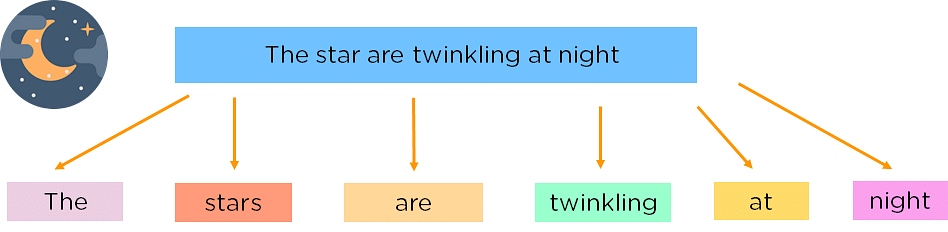 The star are twinkling at night
The stars are twinkling at night